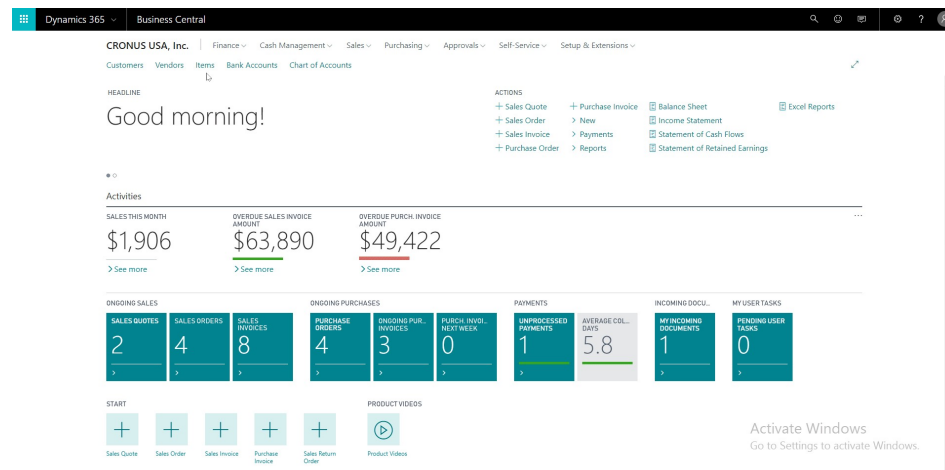 Dynamics 365 Business Central ?
CRONUS USA, Inc. Finance Cash Management Sales Purchasing Approvals Self-Service Setup & Extensions
Customers Vendors Items Bank Accounts Chart of Accounts
HEADLINE
Good morning!
ACTIONS
+ Sales Quote + Purchase Invoice Balance Sheet Excel Reports
+ Sales Order > New Income Statement
+ Sales Invoice > Payments Statement of Cash Flows
+ Purchase Order > Reports Statement of Retained Earnings
Activities
SALES THIS MONTH
$1,906
> See more
OVERDUE SALES INVOICE
AMOUNT
$63,890
> See more
OVERDUE PURCH. INVOICE
AMOUNT
$49,422
> See more
...
ONGOING SALES
SALES QUOTES
2
SALES ORDERS
4
SALES
INVOICES
8
ONGOING PURCHASES
PURCHASE
ORDERS
4
ONGOING PUR...
INVOICES
3
PURCH. INVOI...
NEXT WEEK
0
PAYMENTS
UNPROCESSED
PAYMENTS
1
AVERAGE COL...
DAYS
5.8
INCOMING DOCU...
MY INCOMING
DOCUMENTS
1
MY USER TASKS
PENDING USER
TASKS
0
START
Sales Quote
Sales Order
Sales Invoice
Purchase
Invoice
Sales Return
Order
PRODUCT VIDEOS
Product Videos
Activate Windows
Go to Settings to activate Windows.